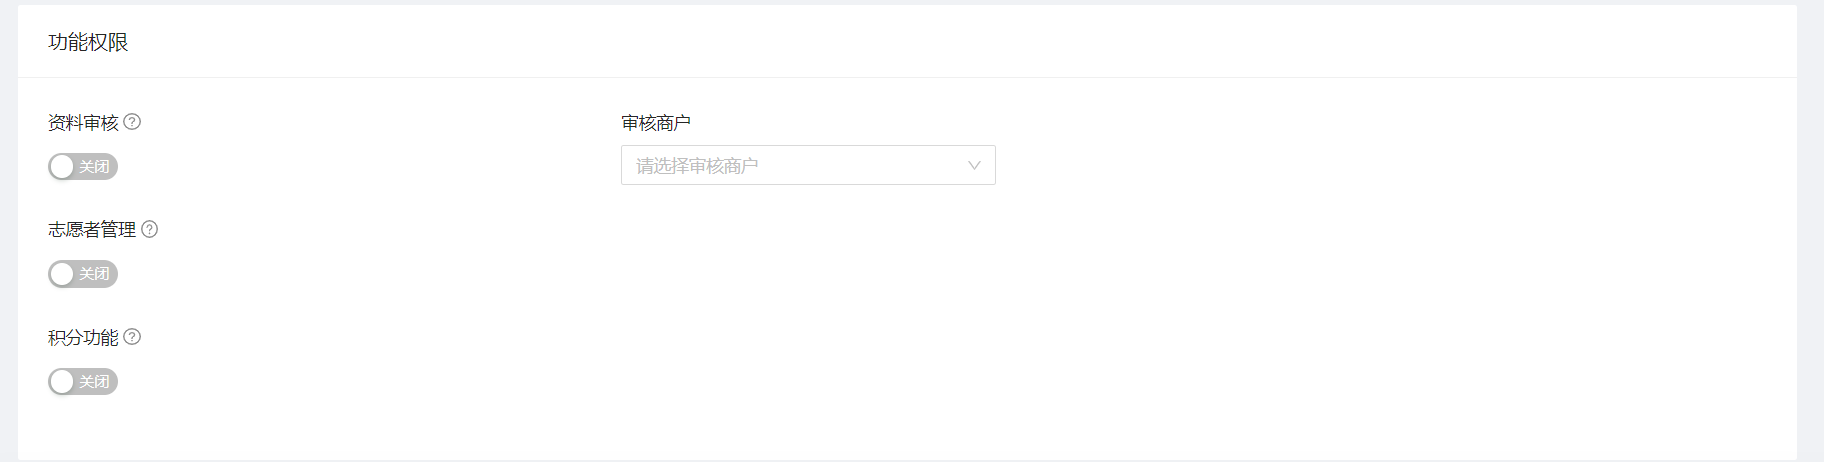 功能权限
资料审核
审核商户
关闭
请选择审核商户
志愿者管理
关闭
积分功能
关闭